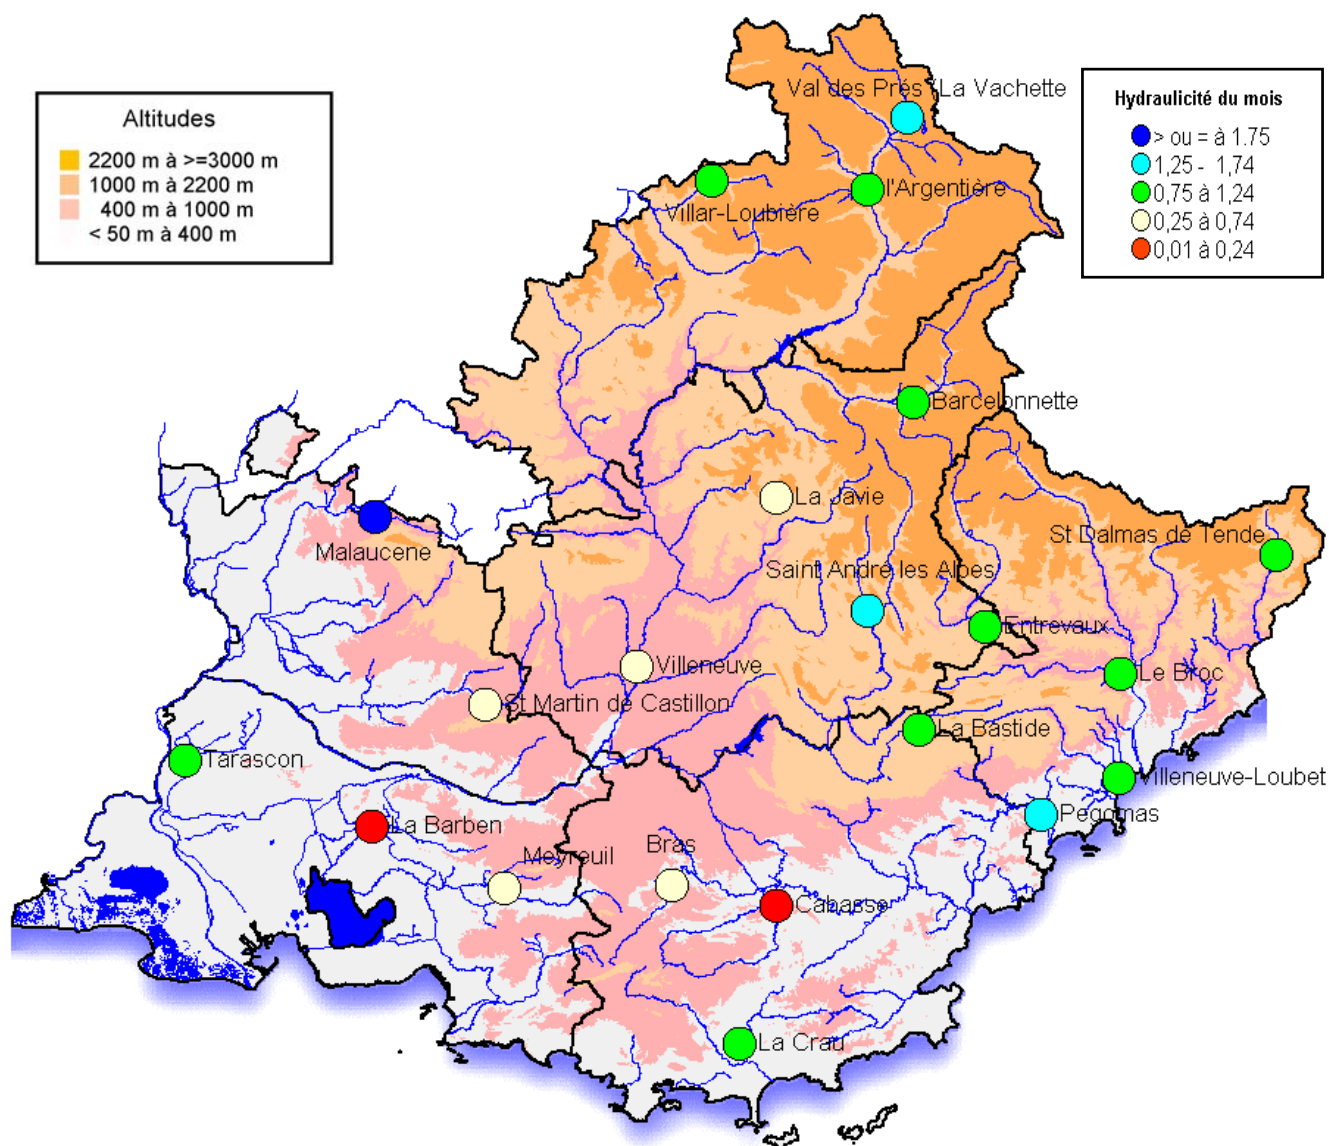 Val des Prés (La Vachette
Hydraulicité du mois
> ou = à 1.75
1,25 - 1,74
0,75 à 1,24
0,25 à 0,74
0,01 à 0,24
Altitudes
2200 m à >=3000 m
1000 m à 2200 m
400 m à 1000 m
< 50 m à 400 m
l'Argentière
Villar-Loubière
Barcelonnette
La Javie
Malaucene
St Dalmas de Tende
Saint André les Alpes
Entrevaux
Villeneuve
Le Broc
St Martin de Castillon
La Bastide
Tarascon
Villeneuve-Loubet
Pegomas
La Barben
Meyreuil
Bras
Cabasse
La Crau